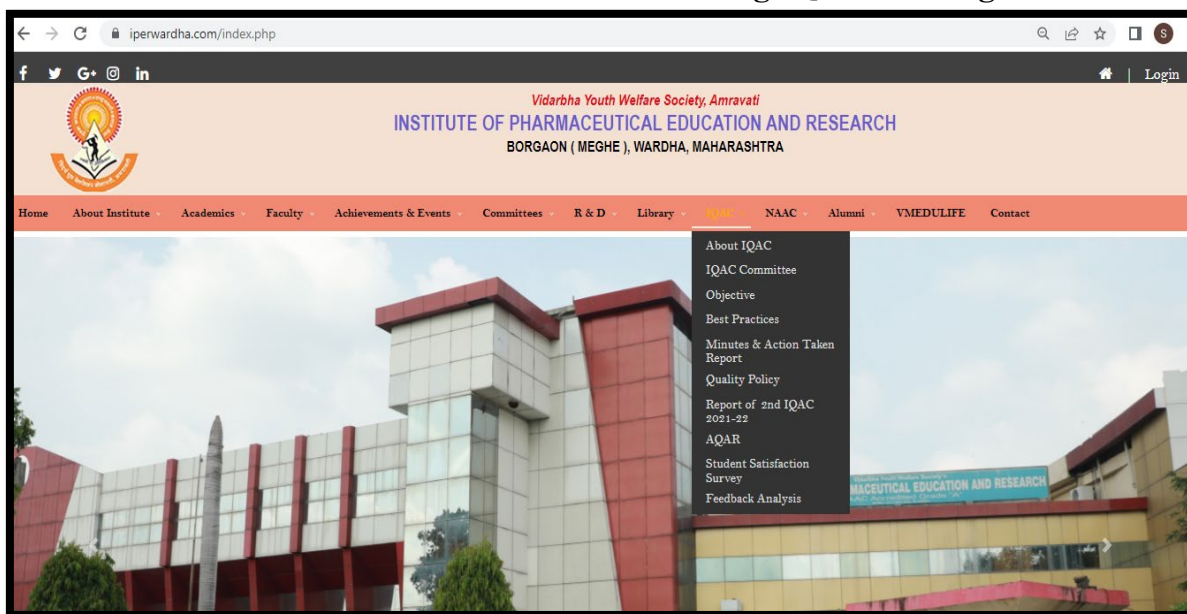 iperwardha.com/index.php
S
f G+ in
Login
Vidarbha Youth Welfare Society, Amravati
INSTITUTE OF PHARMACEUTICAL EDUCATION AND RESEARCH
BORGAON ( MEGHE ), WARDHA, MAHARASHTRA
Home About Institute Academics Faculty Achievements & Events Committees R & D Library IQAC NAAC Alumni VMEDULIFE Contact
About IQAC
IQAC Committee
Objective
Best Practices
Minutes & Action Taken
Report
Quality Policy
Report of 2nd IQAC
2021-22
AQAR
Student Satisfaction
Survey
Feedback Analysis
MACEUTICAL EDUCATION AND RESEARCH